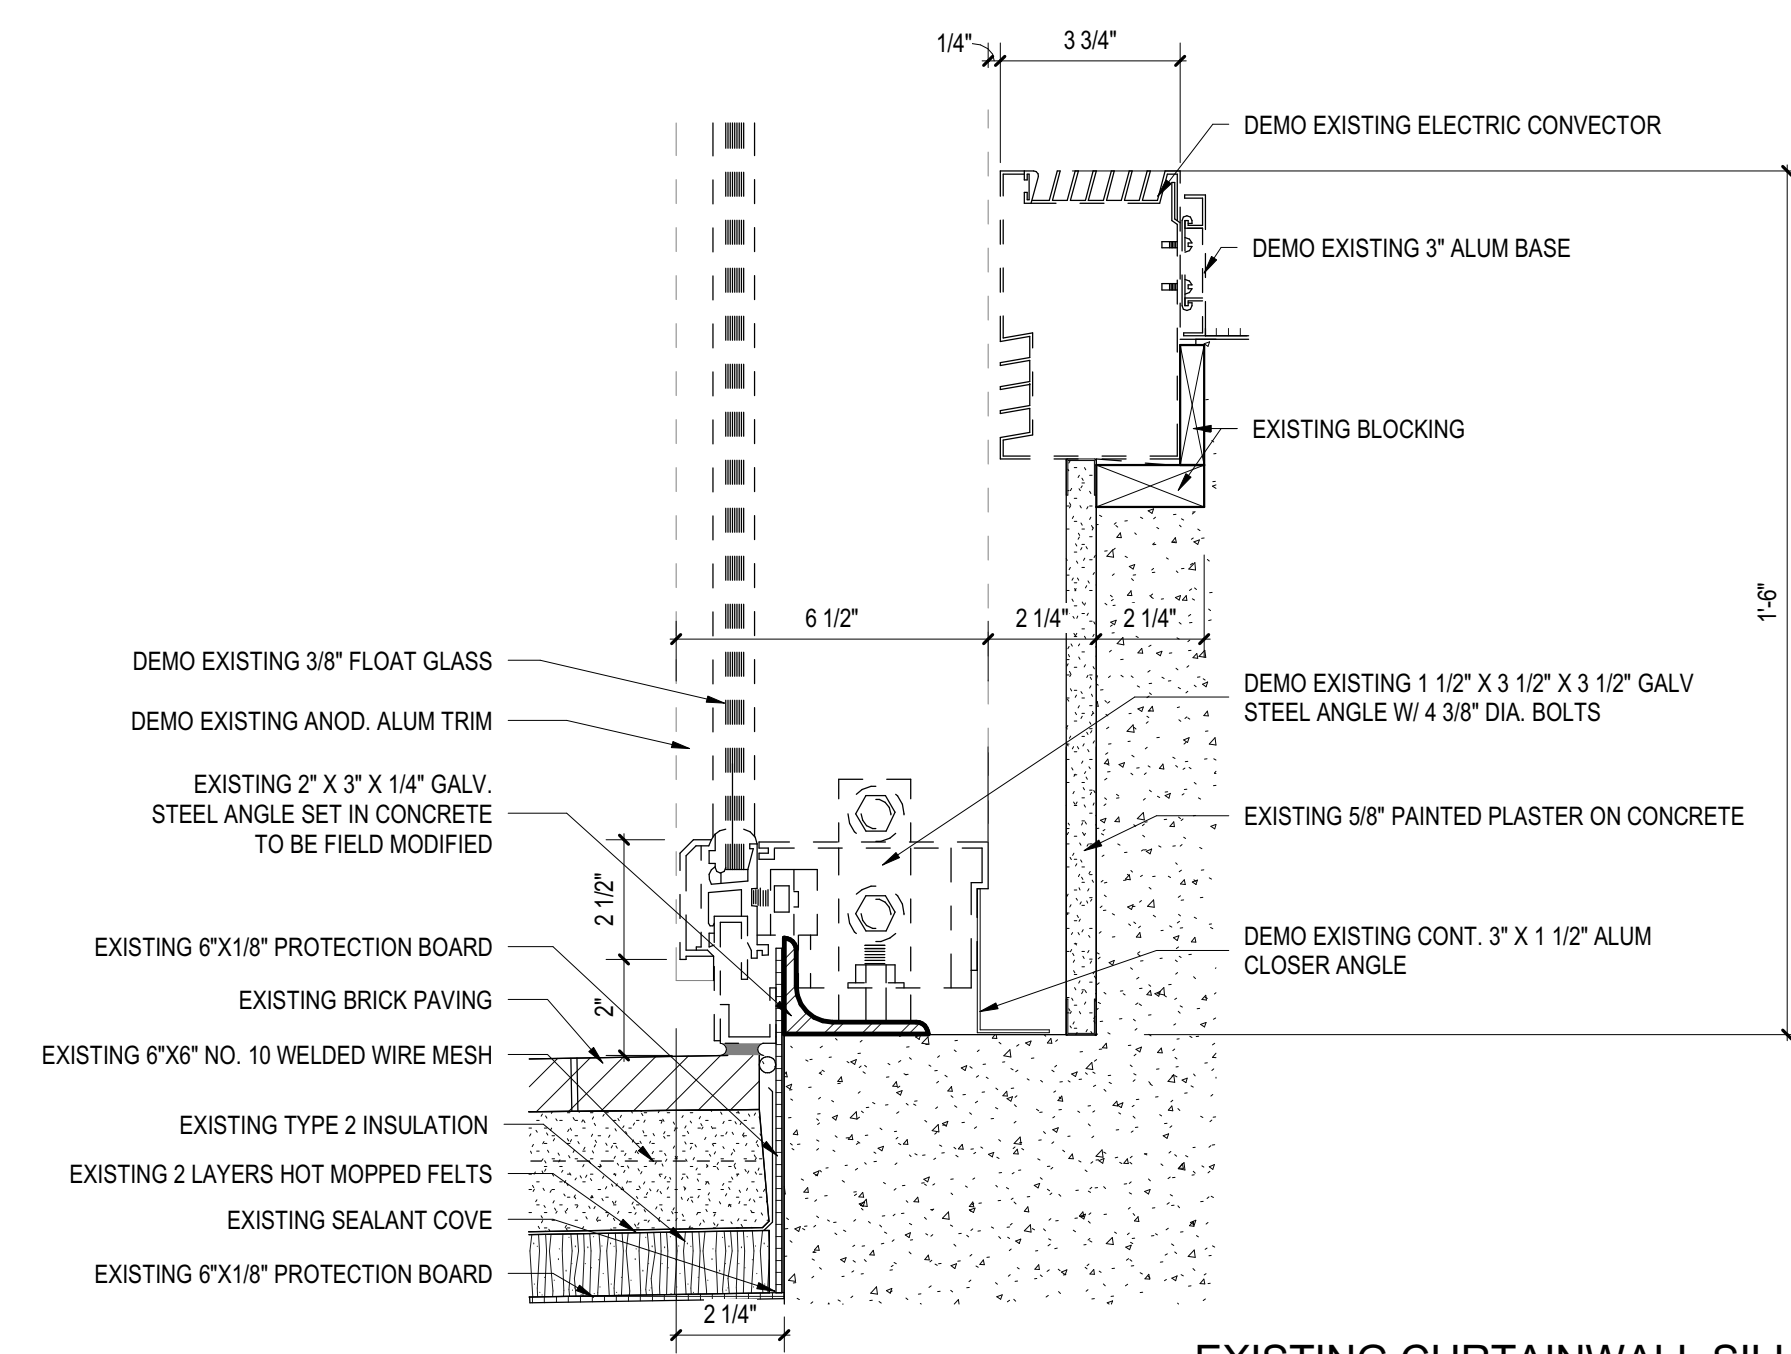 1/4"
3 3/4"
DEMO EXISTING ELECTRIC CONVECTOR
DEMO EXISTING 3" ALUM BASE
EXISTING BLOCKING
1'-6"
6 1/2"
2 1/4"
2 1/4"
DEMO EXISTING 3/8" FLOAT GLASS
DEMO EXISTING ANOD. ALUM TRIM
EXISTING 2" X 3" X 1/4" GALV.
STEEL ANGLE SET IN CONCRETE
TO BE FIELD MODIFIED
DEMO EXISTING 1 1/2" X 3 1/2" X 3 1/2" GALV
STEEL ANGLE W/ 4 3/8" DIA. BOLTS
EXISTING 5/8" PAINTED PLASTER ON CONCRETE
2 1/2"
2"
EXISTING 6"X1/8" PROTECTION BOARD
DEMO EXISTING CONT. 3" X 1 1/2" ALUM
CLOSER ANGLE
EXISTING BRICK PAVING
EXISTING 6"X6" NO. 10 WELDED WIRE MESH
EXISTING TYPE 2 INSULATION
EXISTING 2 LAYERS HOT MOPPED FELTS
EXISTING SEALANT COVE
EXISTING 6"X1/8" PROTECTION BOARD
2 1/4"
EXISTING CURTAINWALL SILL